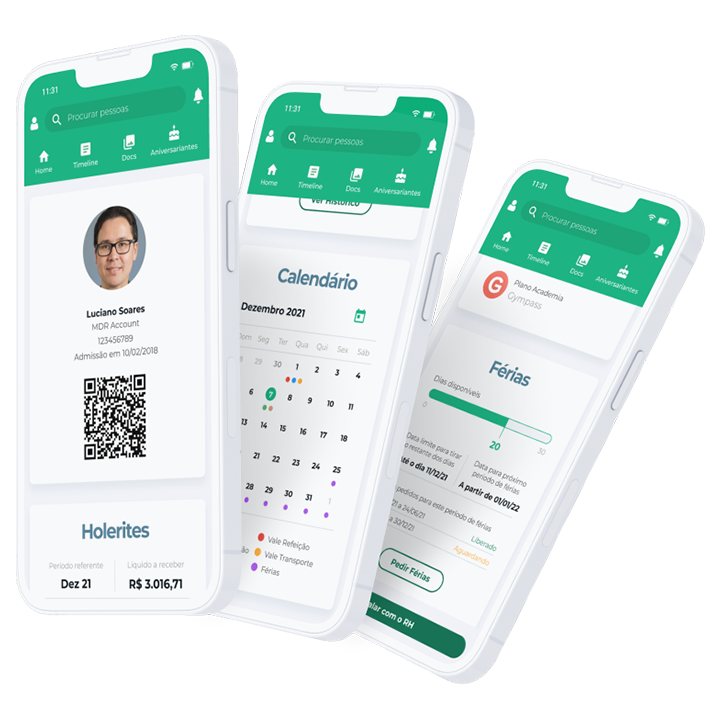 11:31
Procurar pessoas
Home
Timeline
Docs
Aniversariantes
Luciano Soares
MDR Account
123456789
Admissão em 10/02/2018
Holerites
Período referente
Líquido a receber
Dez 21
R$ 3.016,71
11:31
Procurar pessoas
Home
Timeline
Docs
Aniversariantes
Ver Histórico
Calendário
Dezembro 2021
Dom Seg Ter Qua Qui Sex Sáb
29 30 1 2 3 4
6 7 8 9 10 11
13 14 15 16 17 18
21 22 23 24 25
28 29 30 31 1
Vale Refeição
Vale Transporte
Férias
11:31
Procurar pessoas
Home
Timeline
Docs
Aniversariantes
G
Plano Academia
Gympass
Férias
Dias disponíveis
0
20
30
Data limite para tirar
o restante dos dias
Até o dia 11/12/21
Data para próximo
período de férias
A partir de 01/01/22
pedidos para este período de férias
21 a 24/06/21
Liberado
a 30/12/21
Aguardando
Pedir Férias
alar com o RH